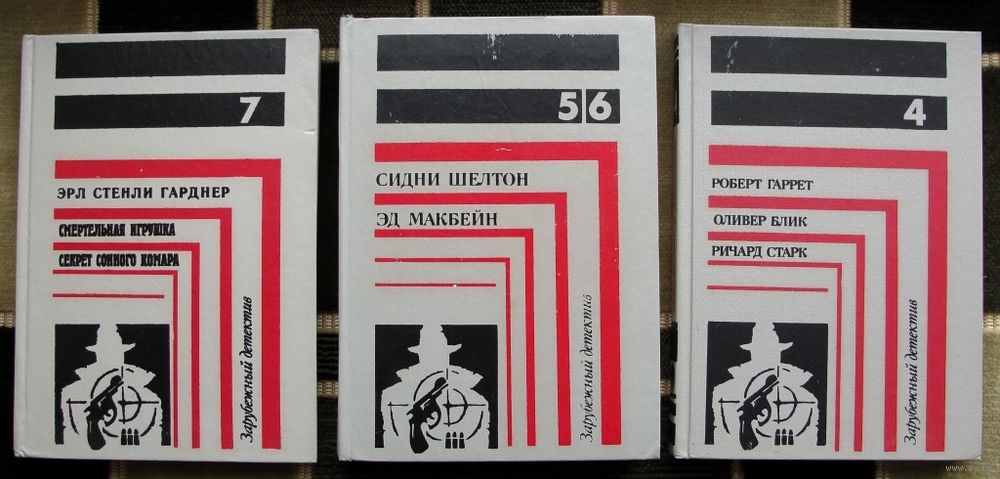 7
ЭРЛ СТЕНЛИ ГАРДНЕР
СМЕРТЕЛЬНАЯ ИГРУШКА
СЕКРЕТ СОННОГО КОМАРА
Зарубежный детектив
5/6
СИДНИ ШЕЛТОН
ЭД МАКБЕЙН
Зарубежный детектив
4
РОБЕРТ ГАРРЕТ
ОЛИВЕР БЛИК
РИЧАРД СТАРК
Зарубежный детектив